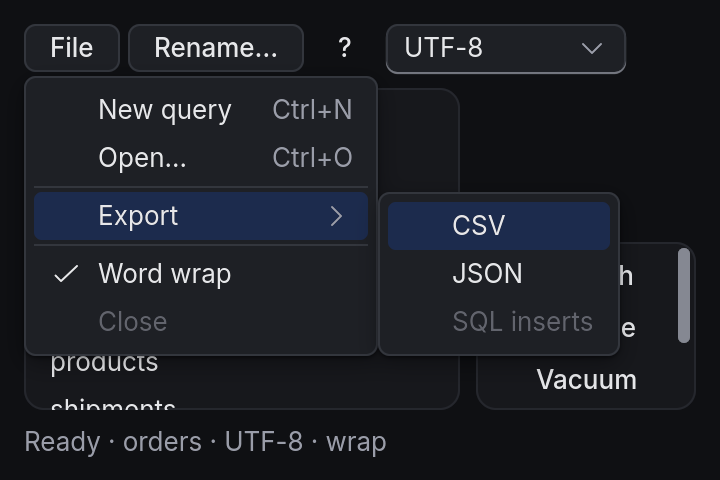 File Rename... ? UTF-8
New query Ctrl+N
Open... Ctrl+O
Export
Word wrap
Close
CSV
JSON
SQL inserts
products
shipments
Vacuum
Ready · orders · UTF-8 · wrap